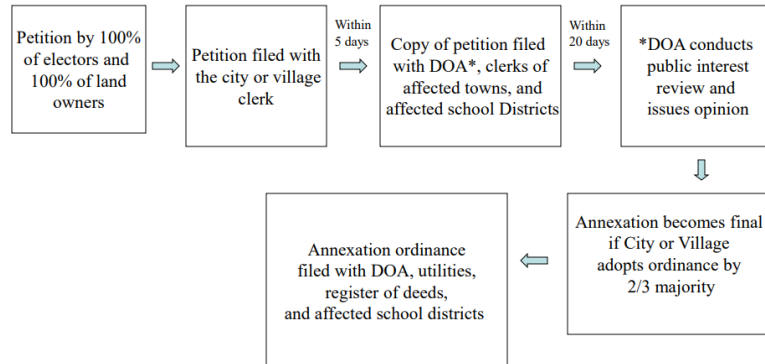 Petition by 100%
of electors and
100% of land
owners
Petition filed with
the city or village
clerk
Within
5 days
Copy of petition filed
with DOA*, clerks of
affected towns, and
affected school Districts
Within
20 days
*DOA conducts
public interest
review and
issues opinion
Annexation becomes final
if City or Village
adopts ordinance by
2/3 majority
Annexation ordinance
filed with DOA, utilities,
register of deeds,
and affected school districts